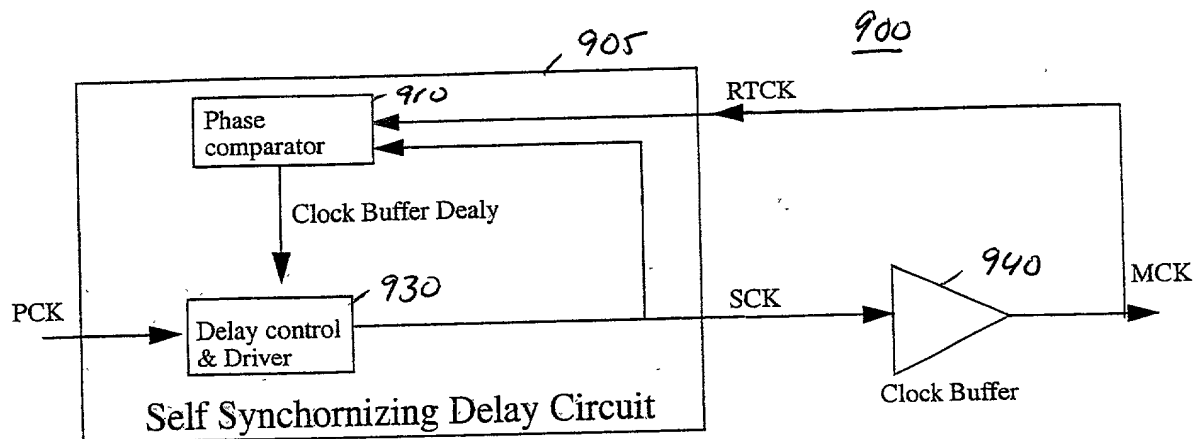 900
905
910
RTCK
Phase
comparator
Clock Buffer Dealy
930
940
MCK
PCK
SCK
Delay control
& Driver
Clock Buffer
Self Synchornizing Delay Circuit